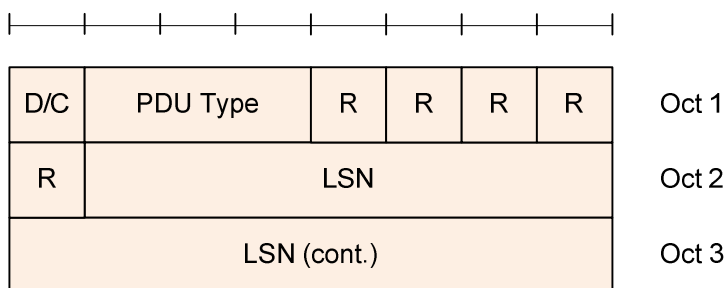 D/C PDU Type R R R R Oct 1
R LSN Oct 2
LSN (cont.) Oct 3